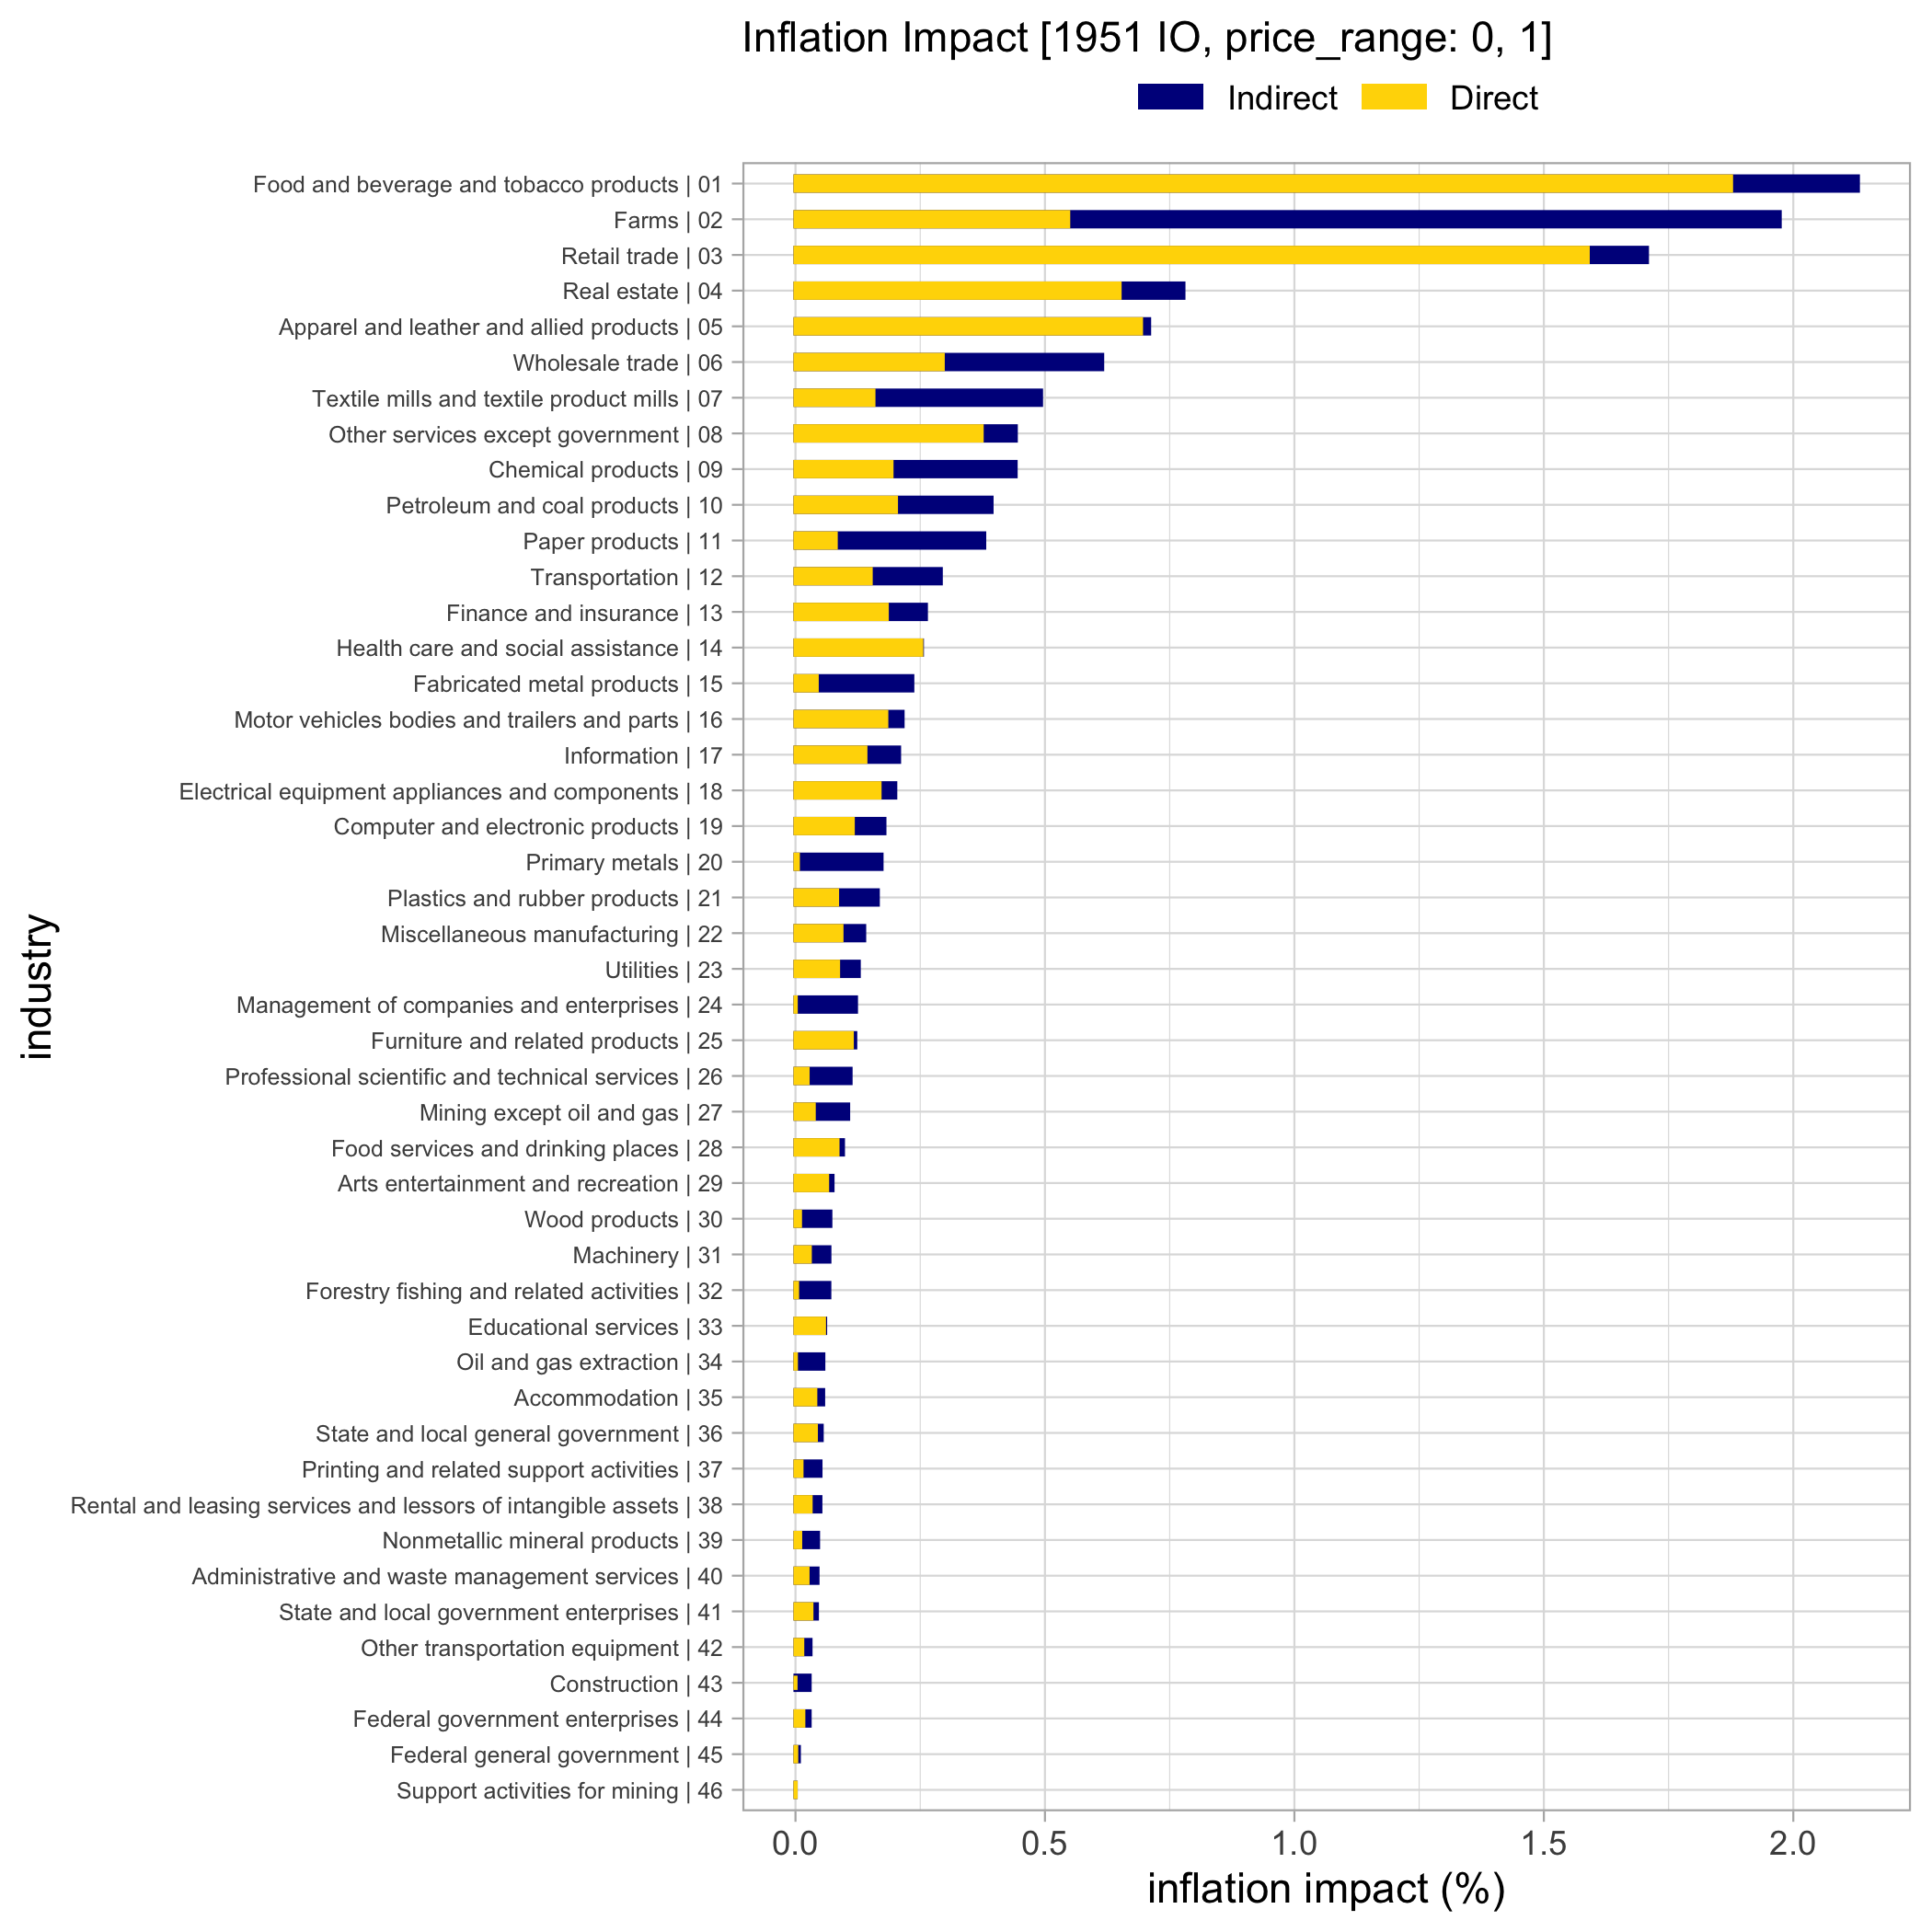 Inflation Impact [1951 IO, price_range: 0, 1]
Indirect Direct
Food and beverage and tobacco products | 01
Farms | 02
Retail trade | 03
Real estate | 04
Apparel and leather and allied products | 05
Wholesale trade | 06
Textile mills and textile product mills | 07
Other services except government | 08
Chemical products | 09
Petroleum and coal products | 10
Paper products | 11
Transportation | 12
Finance and insurance | 13
Health care and social assistance | 14
Fabricated metal products | 15
Motor vehicles bodies and trailers and parts | 16
Information | 17
Electrical equipment appliances and components | 18
Computer and electronic products | 19
Primary metals | 20
Plastics and rubber products | 21
Miscellaneous manufacturing | 22
Utilities | 23
Management of companies and enterprises | 24
Furniture and related products | 25
Professional scientific and technical services | 26
Mining except oil and gas | 27
Food services and drinking places | 28
Arts entertainment and recreation | 29
Wood products | 30
Machinery | 31
Forestry fishing and related activities | 32
Educational services | 33
Oil and gas extraction | 34
Accommodation | 35
State and local general government | 36
Printing and related support activities | 37
Rental and leasing services and lessors of intangible assets | 38
Nonmetallic mineral products | 39
Administrative and waste management services | 40
State and local government enterprises | 41
Other transportation equipment | 42
Construction | 43
Federal government enterprises | 44
Federal general government | 45
Support activities for mining | 46
industry
0.0 0.5 1.0 1.5 2.0
inflation impact (%)